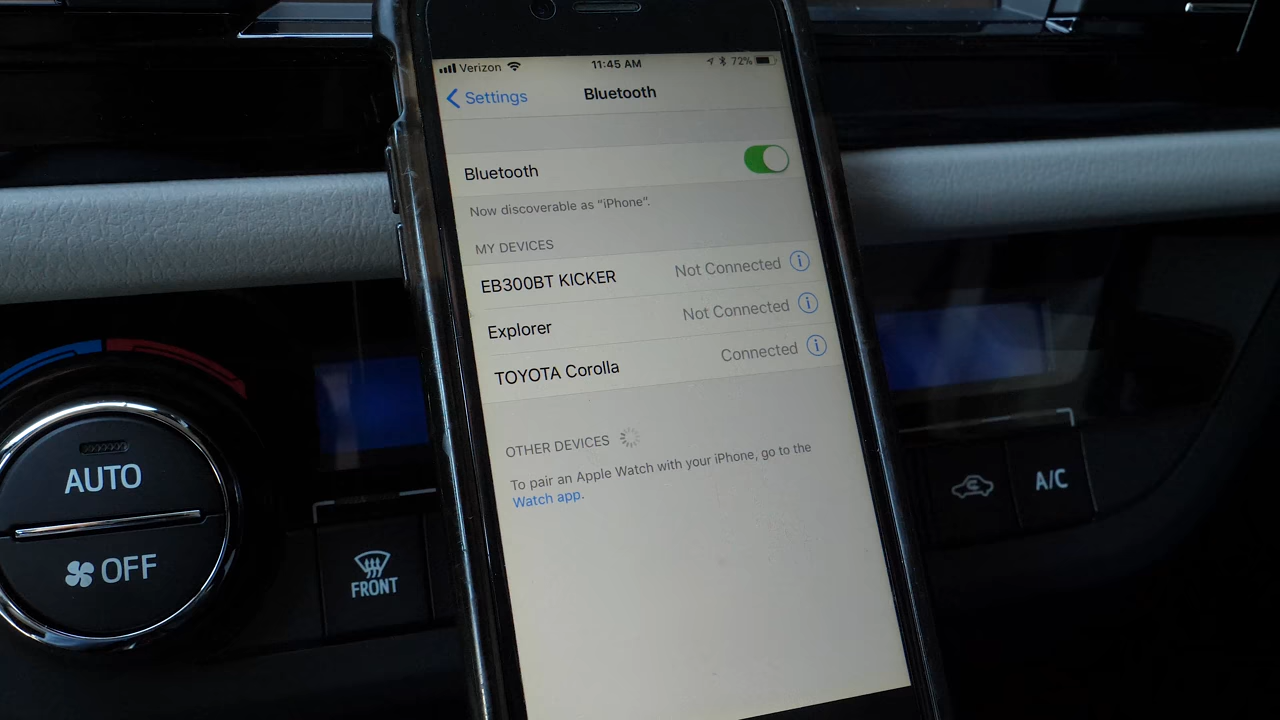 Verizon 11:45 AM 72%
Settings Bluetooth
Bluetooth
Now discoverable as “iPhone”.
MY DEVICES
EB300BT KICKER Not Connected
Explorer Not Connected
TOYOTA Corolla Connected
OTHER DEVICES
To pair an Apple Watch with your iPhone, go to the
Watch app.
AUTO
OFF
FRONT
A/C